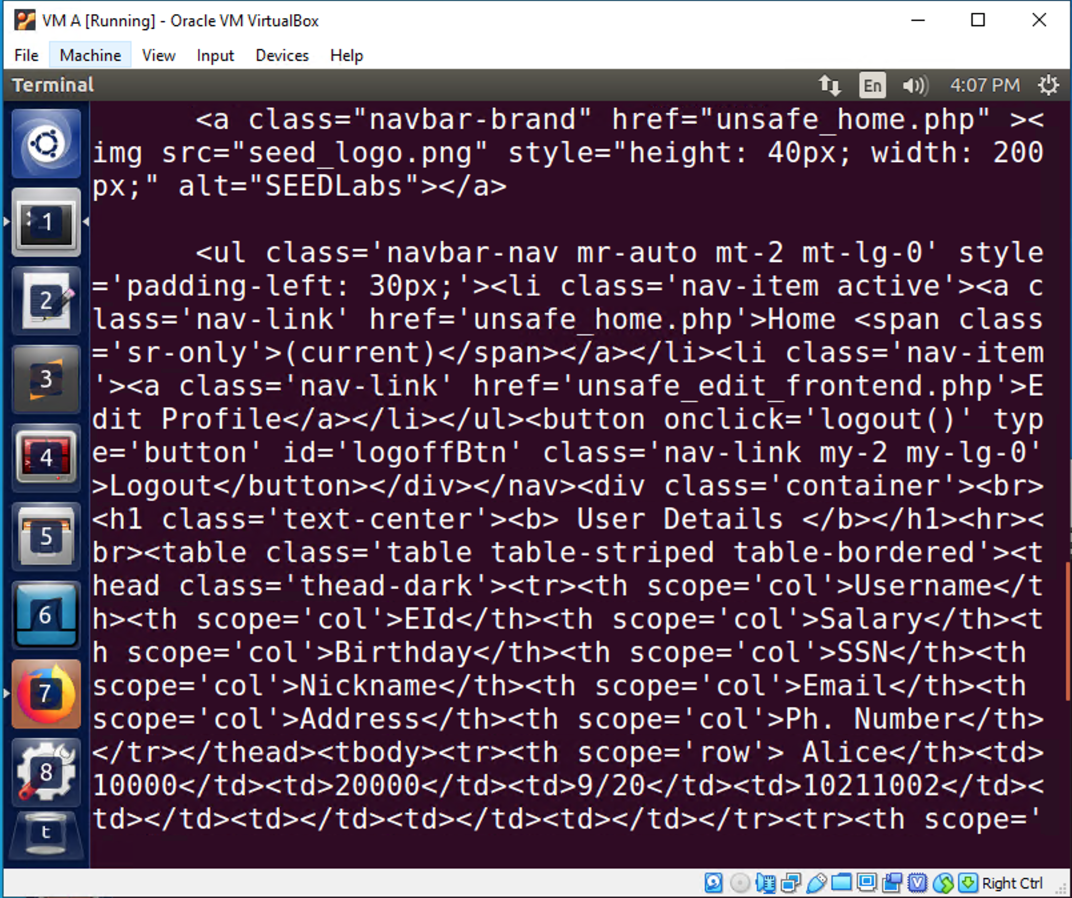 VM A [Running] - Oracle VM VirtualBox
File Machine View Input Devices Help
Terminal En 4:07 PM
<a class="navbar-brand" href="unsafe_home.php" ><
img src="seed_logo.png" style="height: 40px; width: 200
px;" alt="SEEDLabs"></a>
<ul class='navbar-nav mr-auto mt-2 mt-lg-0' style
='padding-left: 30px;'><li class='nav-item active'><a c
lass='nav-link' href='unsafe_home.php'>Home <span class
='sr-only'>(current)</span></a></li><li class='nav-item
'><a class='nav-link' href='unsafe_edit_frontend.php'>E
dit Profile</a></li></ul><button onclick='logout()' typ
e='button' id='logoffBtn' class='nav-link my-2 my-lg-0'
>Logout</button></div></nav><div class='container'><br>
<h1 class='text-center'><b> User Details </b></h1><hr><
br><table class='table table-striped table-bordered'><t
head class='thead-dark'><tr><th scope='col'>Username</t
h><th scope='col'>EId</th><th scope='col'>Salary</th><t
h scope='col'>Birthday</th><th scope='col'>SSN</th><th
scope='col'>Nickname</th><th scope='col'>Email</th><th
scope='col'>Address</th><th scope='col'>Ph. Number</th>
</tr></thead><tbody><tr><th scope='row'> Alice</th><td>
10000</td><td>20000</td><td>9/20</td><td>10211002</td><
td></td><td></td><td></td><td></td></tr><tr><th scope='
1
2
3
4
5
6
7
8
t
Right Ctrl